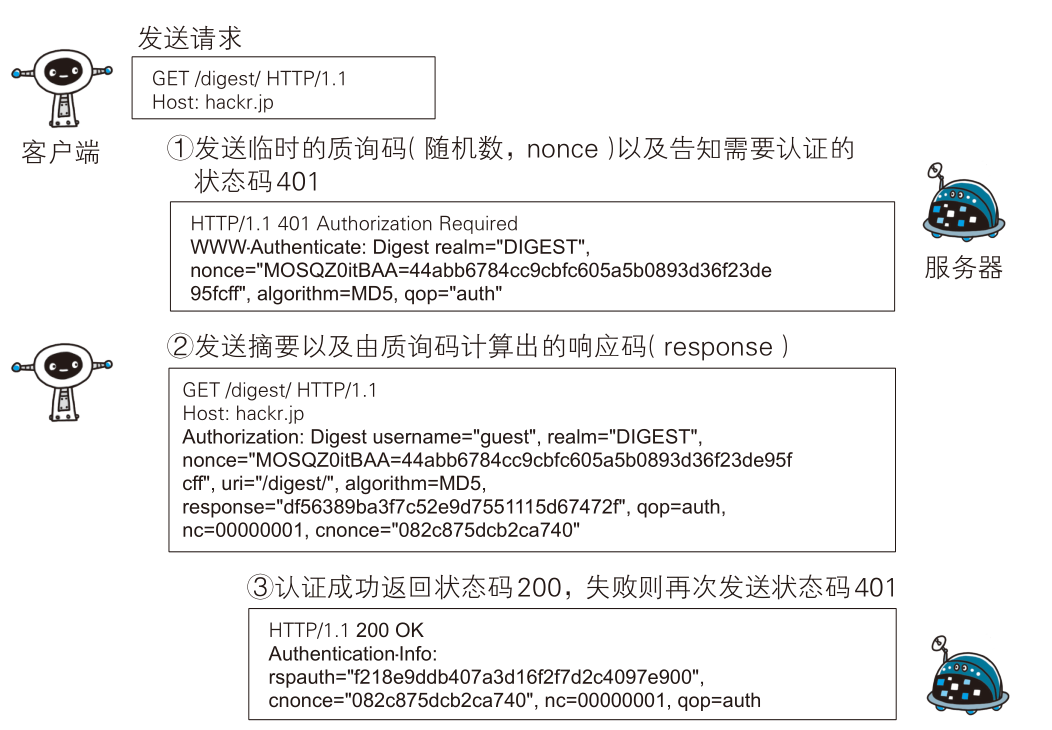 发送请求
GET /digest/ HTTP/1.1
Host: hackr.jp
客户端
①发送临时的质询码( 随机数，nonce )以及告知需要认证的
状态码401
HTTP/1.1 401 Authorization Required
WWW-Authenticate: Digest realm="DIGEST",
nonce="MOSQZ0itBAA=44abb6784cc9cbfc605a5b0893d36f23de
95fcff", algorithm=MD5, qop="auth"
服务器
②发送摘要以及由质询码计算出的响应码( response )
GET /digest/ HTTP/1.1
Host: hackr.jp
Authorization: Digest username="guest", realm="DIGEST",
nonce="MOSQZ0itBAA=44abb6784cc9cbfc605a5b0893d36f23de95f
cff", uri="/digest/", algorithm=MD5,
response="df56389ba3f7c52e9d7551115d67472f", qop=auth,
nc=00000001, cnonce="082c875dcb2ca740"
③认证成功返回状态码200，失败则再次发送状态码401
HTTP/1.1 200 OK
Authentication-Info:
rspauth="f218e9ddb407a3d16f2f7d2c4097e900",
cnonce="082c875dcb2ca740", nc=00000001, qop=auth